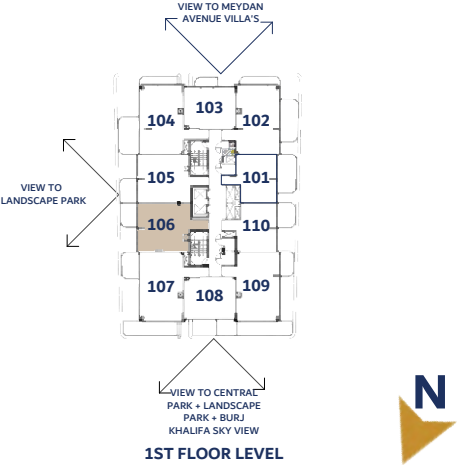 VIEW TO MEYDAN
AVENUE VILLA'S
103
104
102
105
101
VIEW TO
LANDSCAPE PARK
106
110
107
109
108
VIEW TO CENTRAL
PARK + LANDSCAPE
PARK + BURJ
KHALIFA SKY VIEW
1ST FLOOR LEVEL
N